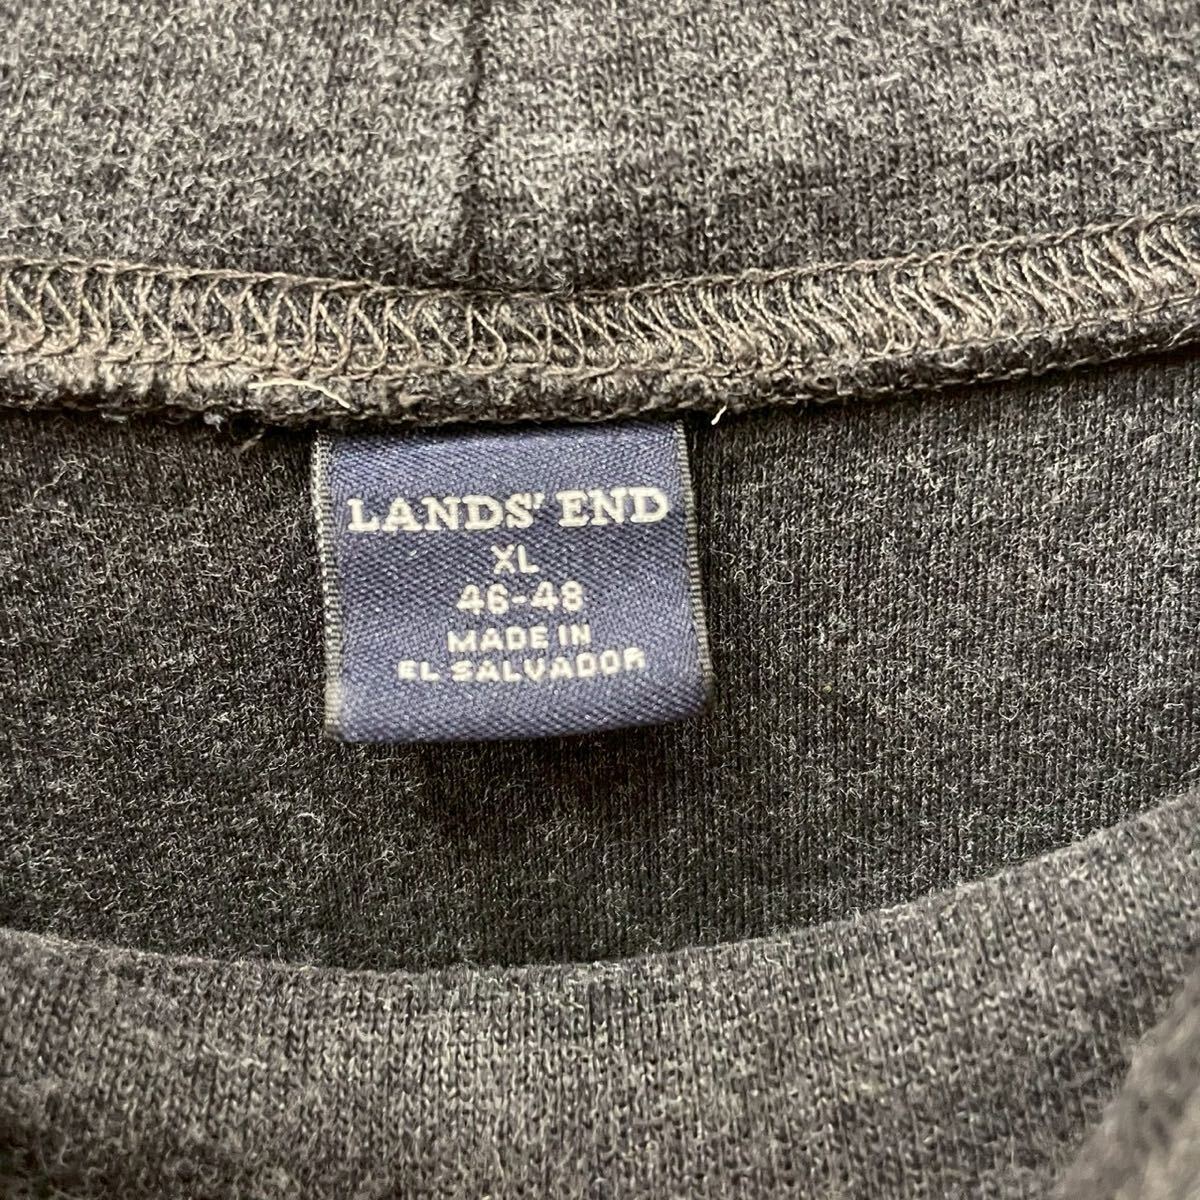 LANDS' END
XL
46-48
MADE IN
EL SALVADOR